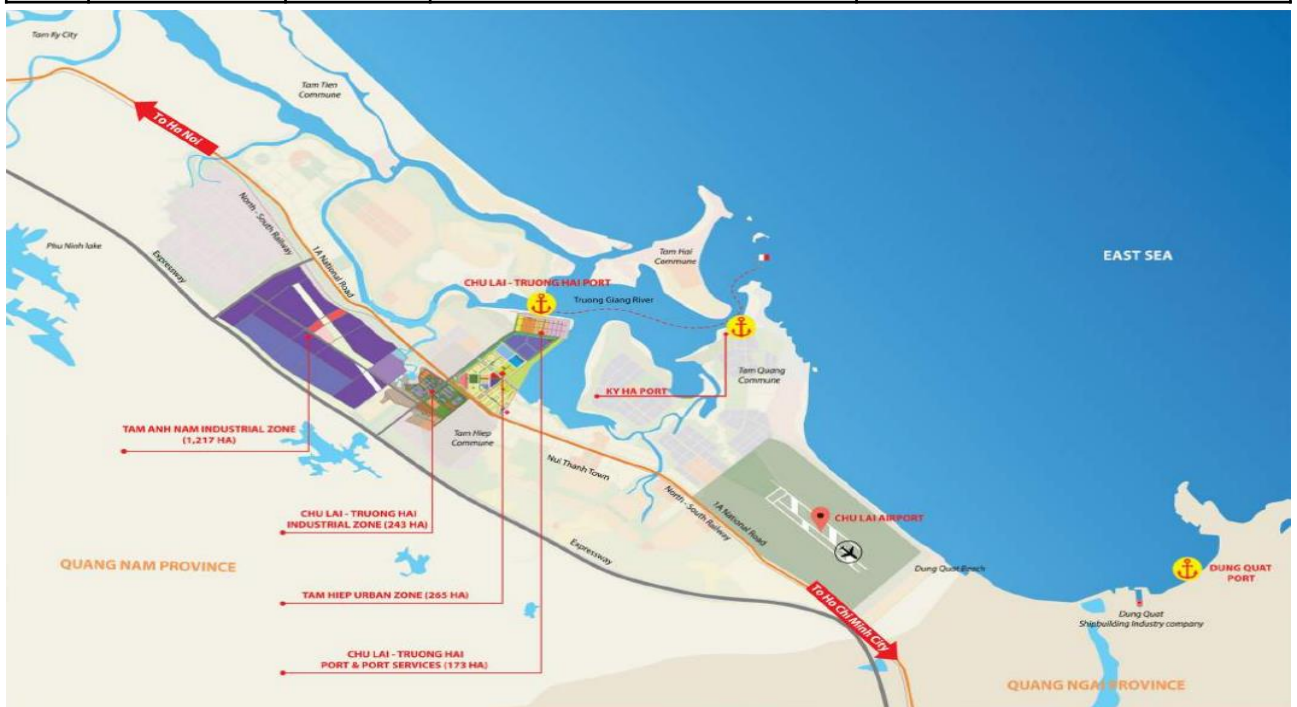 Tam Ky City
Tam Tien
Commune
To Ha Noi
North - South Railway
1A National Road
Phu Ninh lake
Expressway
Tam Hai
Commune
EAST SEA
CHU LAI - TRUONG HAI PORT
Truong Giang River
Tam Quang
Commune
KY HA PORT
TAM ANH NAM INDUSTRIAL ZONE
(1,217 HA)
Tam Hiep
Commune
Nui Thanh Town
North - South Railway
1A National Road
CHU LAI - TRUONG HAI
INDUSTRIAL ZONE (243 HA)
CHU LAI AIRPORT
Expressway
QUANG NAM PROVINCE
Dung Quat Beach
DUNG QUAT
PORT
TAM HIEP URBAN ZONE (265 HA)
To Ho Chi Minh City
Dung Quat
Shipbuilding Industry company
CHU LAI - TRUONG HAI
PORT & PORT SERVICES (173 HA)
QUANG NGAI PROVINCE